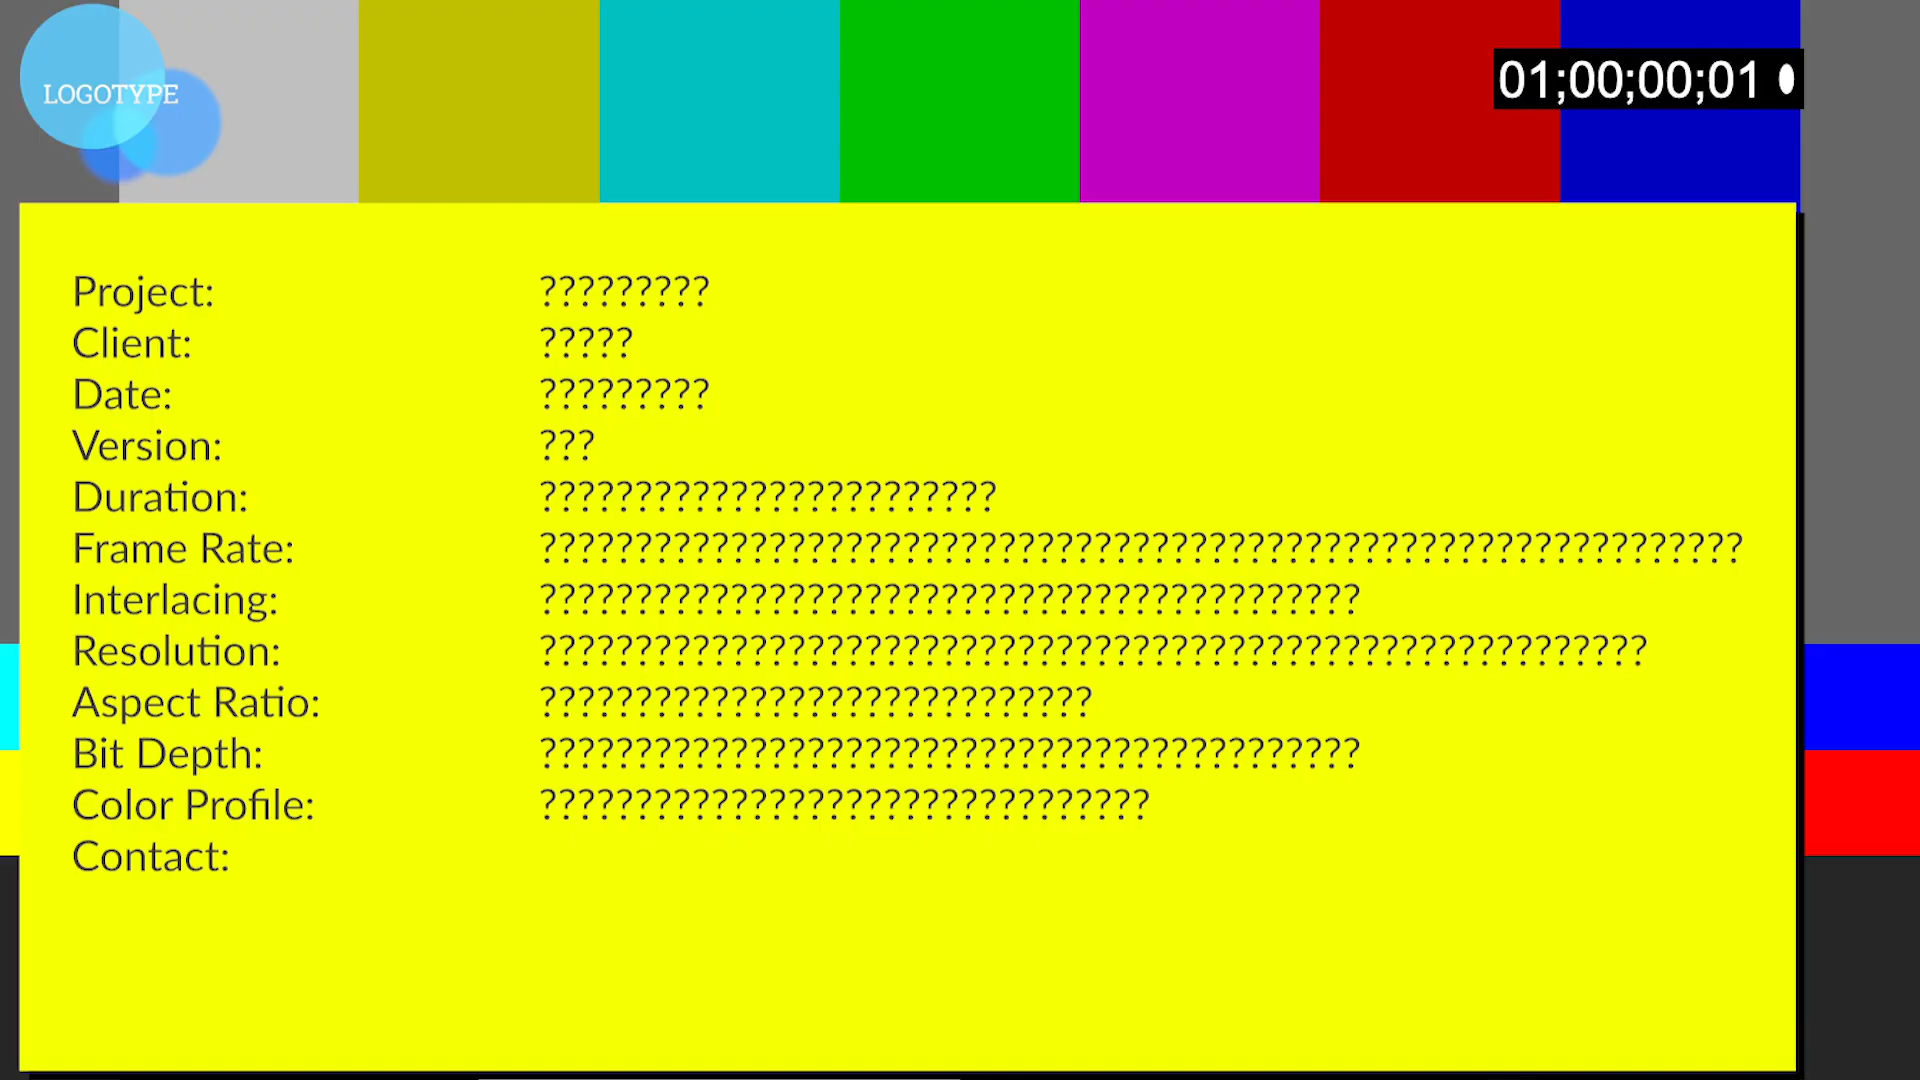 LOGOTYPE
01;00;00;01
Project: ?????????
Client: ?????
Date: ?????????
Version: ???
Duration: ????????????????????????
Frame Rate: ???????????????????????????????????????????????????????????????
Interlacing: ???????????????????????????????????????????
Resolution: ??????????????????????????????????????????????????????????
Aspect Ratio: ?????????????????????????????
Bit Depth: ???????????????????????????????????????????
Color Profile: ????????????????????????????????
Contact: